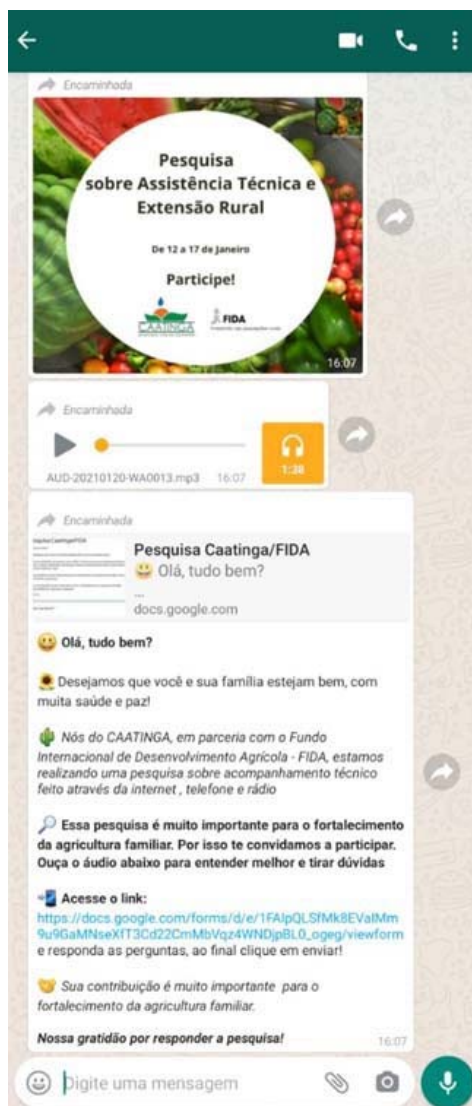 Encaminhada
Pesquisa
sobre Assistência Técnica e
Extensão Rural
De 12 a 17 de Janeiro
Participe!
CAATINGA
FIDA
16:07
Encaminhada
1:38
AUD-20210120-WA0013.mp3 16:07
Encaminhada
Pesquisa Caatinga/FIDA
😃 Olá, tudo bem?
...
docs.google.com
😃 Olá, tudo bem?
🌻 Desejamos que você e sua família estejam bem, com
muita saúde e paz!
🌵 Nós do CAATINGA, em parceria com o Fundo
Internacional de Desenvolvimento Agrícola - FIDA, estamos
realizando uma pesquisa sobre acompanhamento técnico
feito através da internet , telefone e rádio
🔎 Essa pesquisa é muito importante para o fortalecimento
da agricultura familiar. Por isso te convidamos a participar.
Ouça o áudio abaixo para entender melhor e tirar dúvidas
📲 Acesse o link:
https://docs.google.com/forms/d/e/1FAIpQLSfMk8EVaIMm
9u9GaMNseXfT3Cd22CmMbVqz4WNDjpBL0_ogeg/viewform
e responda as perguntas, ao final clique em enviar!
🤝 Sua contribuição é muito importante para o
fortalecimento da agricultura familiar.
Nossa gratidão por responder a pesquisa! 16:07
Digite uma mensagem